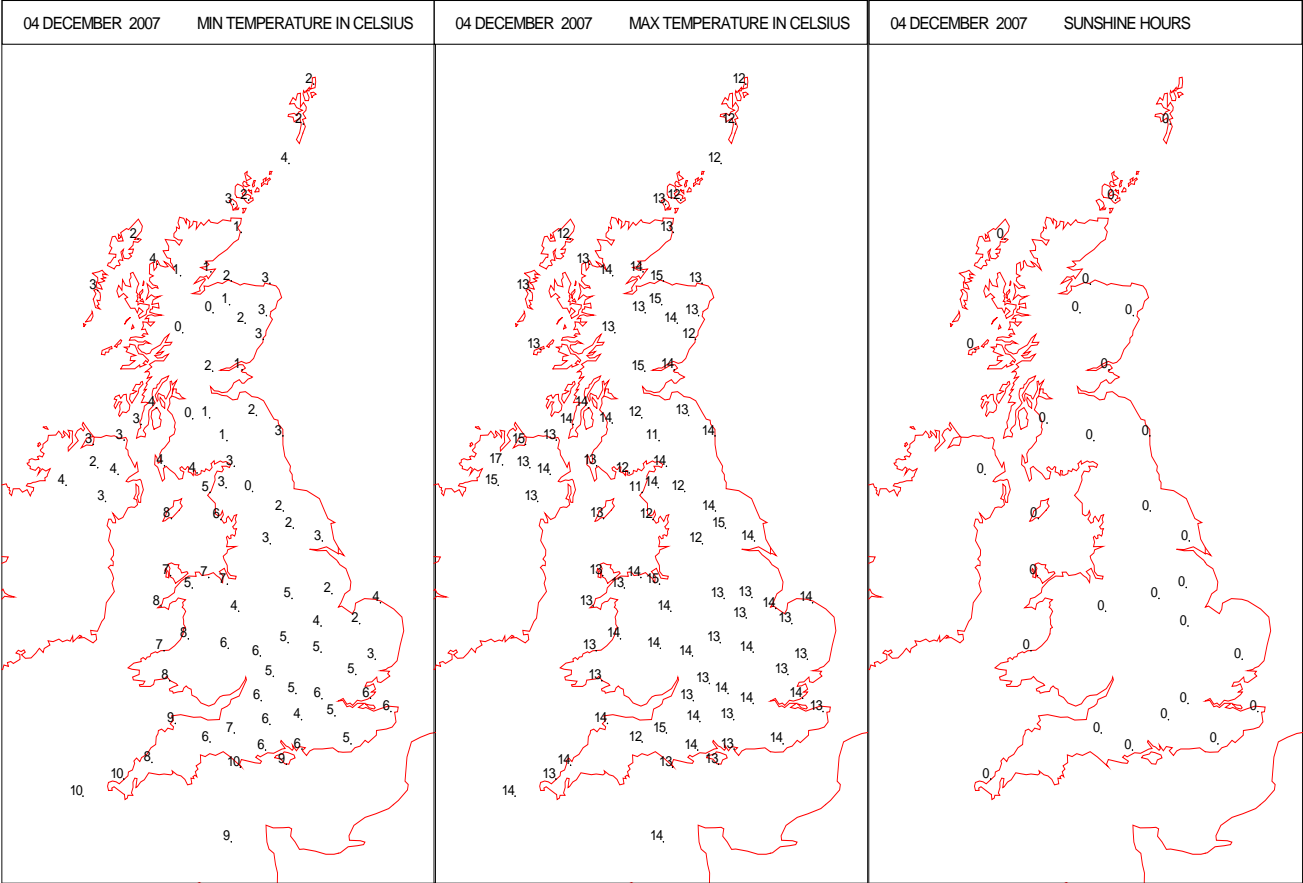 04 DECEMBER 2007 MIN TEMPERATURE IN CELSIUS
2.
2.
4.
3 2.
1.
2
4 1. 1.
2 3.
3
0. 1. 3.
2.
0. 3
2. 1
4 0. 1. 2.
3 1. 3
3 3
2. 4. 4 4 3.
4. 5 3. 0.
3. 2.
8 6 2.
0. 3.
7 7 7
5. 5. 2.
8 4. 4.
4. 2.
7 8 6. 5. 5.
6. 3.
8 5. 5.
6. 5. 6. 6
5. 6.
9 7. 6. 4.
6. 6. 6. 5.
8 10 9
10
10.
9.
04 DECEMBER 2007 MAX TEMPERATURE IN CELSIUS
12.
12
12.
13 12
13.
12
13 14. 14.
15 13.
13
13. 15. 13.
14.
13. 12
13.
15. 14
14 12. 13.
14 14 11. 14
15 13
17. 13. 14. 13 12 14.
15. 11 14. 12.
13. 14.
13 12 15.
12. 14.
13 14 15
13. 13. 13.
13 14. 14 14.
13. 13.
13 14 14. 13. 14.
14. 13.
13 13. 13.
13. 14. 14. 14
13.
14 15. 14. 13.
12. 14. 13. 14.
14 13 13
13
14.
14.
04 DECEMBER 2007 SUNSHINE HOURS
0.
0
0
0.
0. 0.
0.
0.
0 0. 0
0.
0. 0.
0.
0 0.
0. 0.
0. 0.
0. 0.
0. 0.
0. 0. 0.
0.